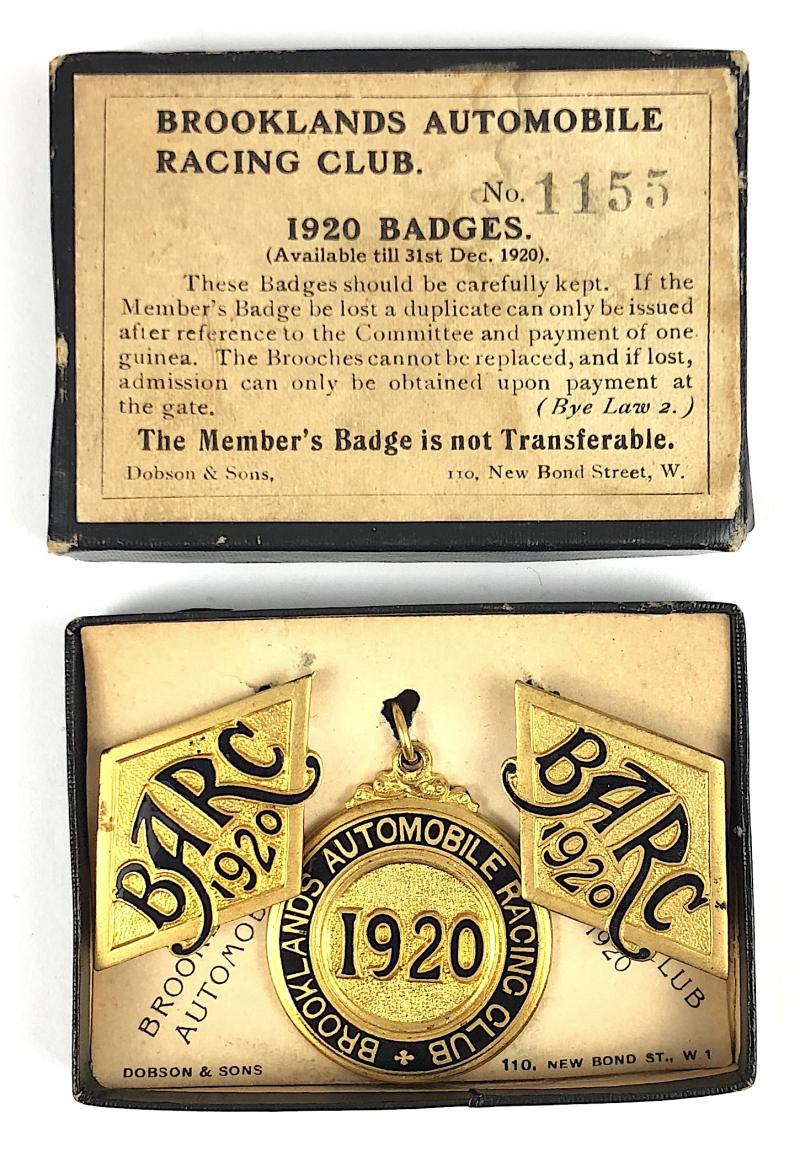 BROOKLANDS AUTOMOBILE
RACING CLUB.
No. 1155
1920 BADGES.
(Available till 31st Dec. 1920).
These Badges should be carefully kept. If the
Member's Badge be lost a duplicate can only be issued
after reference to the Committee and payment of one
guinea. The Brooches cannot be replaced, and if lost,
admission can only be obtained upon payment at
the gate. (Bye Law 2.)
The Member's Badge is not Transferable.
Dobson & Sons, 110, New Bond Street, W.
BARC
1920
BROOKLANDS AUTOMOBILE RACING CLUB
1920
BARC
1920
AUTOMOB
1920
CLUB
DOBSON & SONS 110, NEW BOND ST., W 1